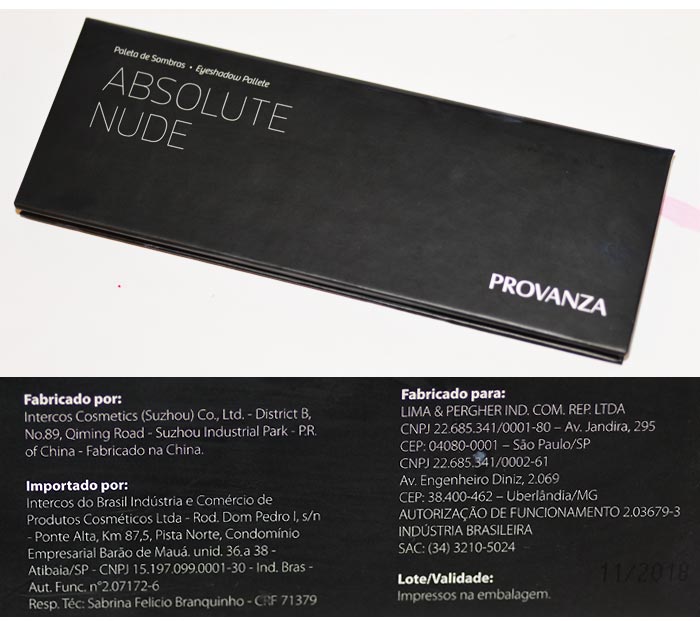 Paleta de Sombras • Eyeshadow Pallete
ABSOLUTE
NUDE
PROVANZA
Fabricado por:
Intercos Cosmetics (Suzhou) Co., Ltd. - District B,
No.89, Qiming Road - Suzhou Industrial Park - P.R.
of China - Fabricado na China.
Importado por:
Intercos do Brasil Indústria e Comércio de
Produtos Cosméticos Ltda - Rod. Dom Pedro I, s/n
- Ponte Alta, Km 87,5, Pista Norte, Condomínio
Empresarial Barão de Mauá. unid. 36,a 38 -
Atibaia/SP - CNPJ 15.197.099.0001-30 - Ind. Bras -
Aut. Func. n°2.07172-6
Resp. Téc: Sabrina Felicio Branquinho - CRF 71379
Fabricado para:
LIMA & PERGHER IND. COM. REP. LTDA
CNPJ 22.685.341/0001-80 – Av. Jandira, 295
CEP: 04080-0001 – São Paulo/SP
CNPJ 22.685.341/0002-61
Av. Engenheiro Diniz, 2.069
CEP: 38.400-462 – Uberlândia/MG
AUTORIZAÇÃO DE FUNCIONAMENTO 2.03679-3
INDÚSTRIA BRASILEIRA
SAC: (34) 3210-5024
Lote/Validade:
Impressos na embalagem.
11/2018